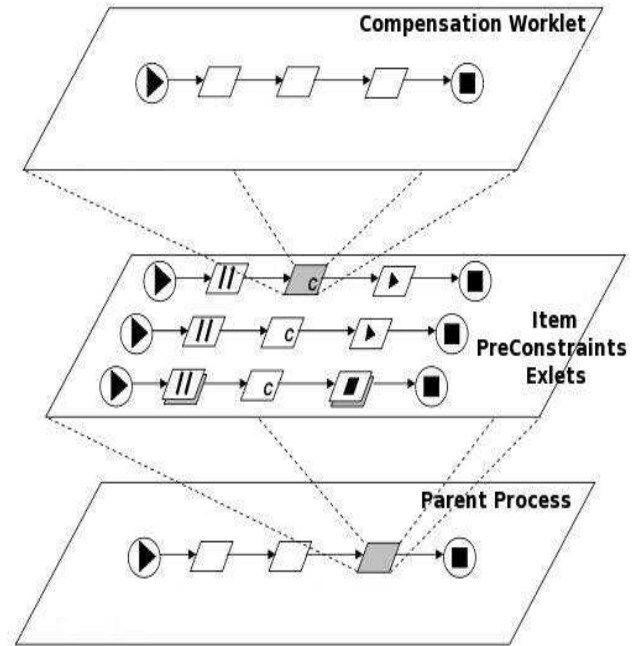 Compensation Worklet
C
Item
PreConstraints
C
Exlets
C
Parent Process